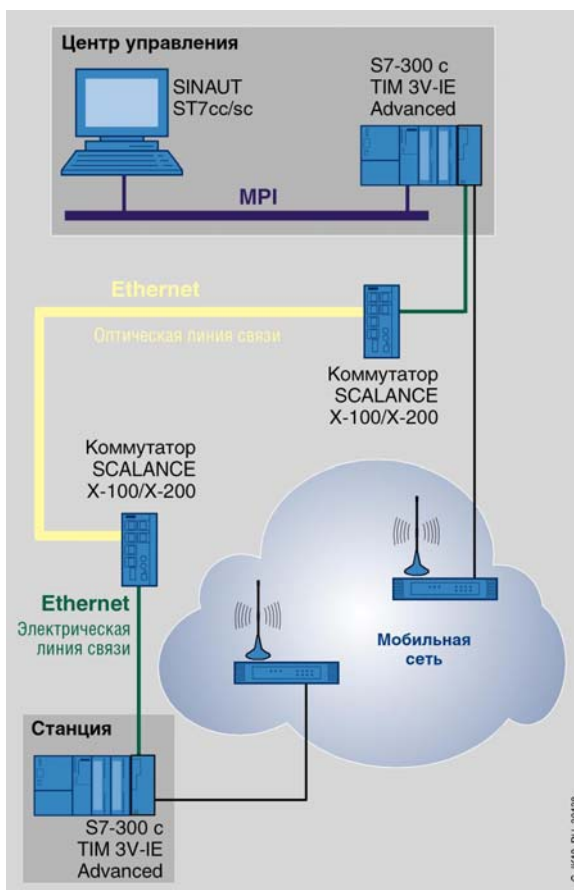 Центр управления
SINAUT
ST7cc/sc
S7-300 с
TIM 3V-IE
Advanced
MPI
Ethernet
Оптическая линия связи
Коммутатор
SCALANCE
X-100/X-200
Коммутатор
SCALANCE
X-100/X-200
Ethernet
Электрическая
линия связи
Мобильная
сеть
Станция
S7-300 с
TIM 3V-IE
Advanced